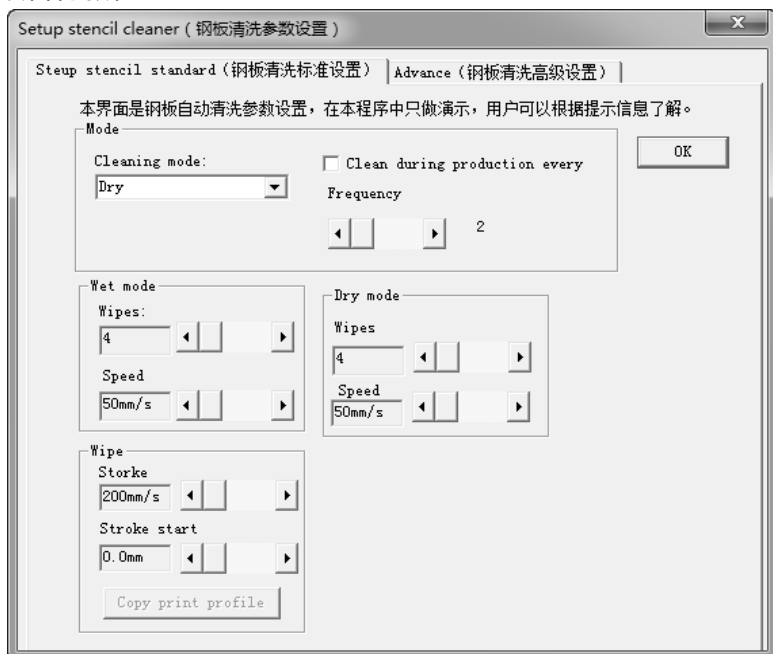 Setup stencil cleaner ( 钢板清洗参数设置 )
Steup stencil standard (钢板清洗标准设置)
Advance (钢板清洗高级设置)
本界面是钢板自动清洗参数设置，在本程序中只做演示，用户可以根据提示信息了解。
Mode
Cleaning mode:
Clean during production every
OK
Dry
Frequency
2
Wet mode
Wipes:
4
Speed
50mm/s
Dry mode
Wipes
4
Speed
50mm/s
Wipe
Storke
200mm/s
Stroke start
0.0mm
Copy print profile